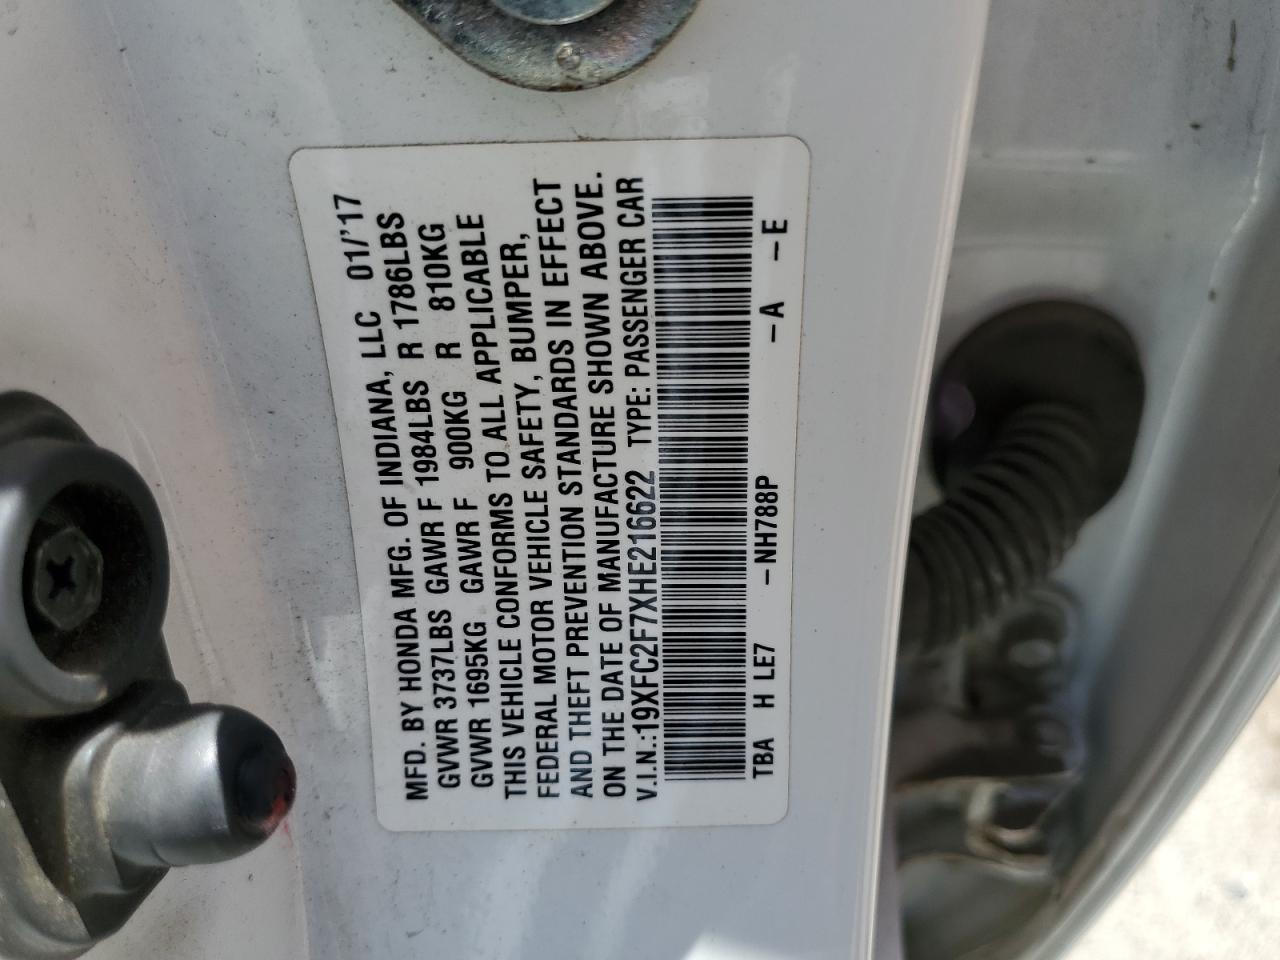 MFD. BY HONDA MFG. OF INDIANA, LLC 01/'17
GVWR 3737LBS GAWR F 1984LBS R 1786LBS
GVWR 1695KG GAWR F 900KG R 810KG
THIS VEHICLE CONFORMS TO ALL APPLICABLE
FEDERAL MOTOR VEHICLE SAFETY, BUMPER,
AND THEFT PREVENTION STANDARDS IN EFFECT
ON THE DATE OF MANUFACTURE SHOWN ABOVE.
V.I.N.:19XFC2F7XHE216622 TYPE: PASSENGER CAR
TBA H LE7 –NH788P –A –E